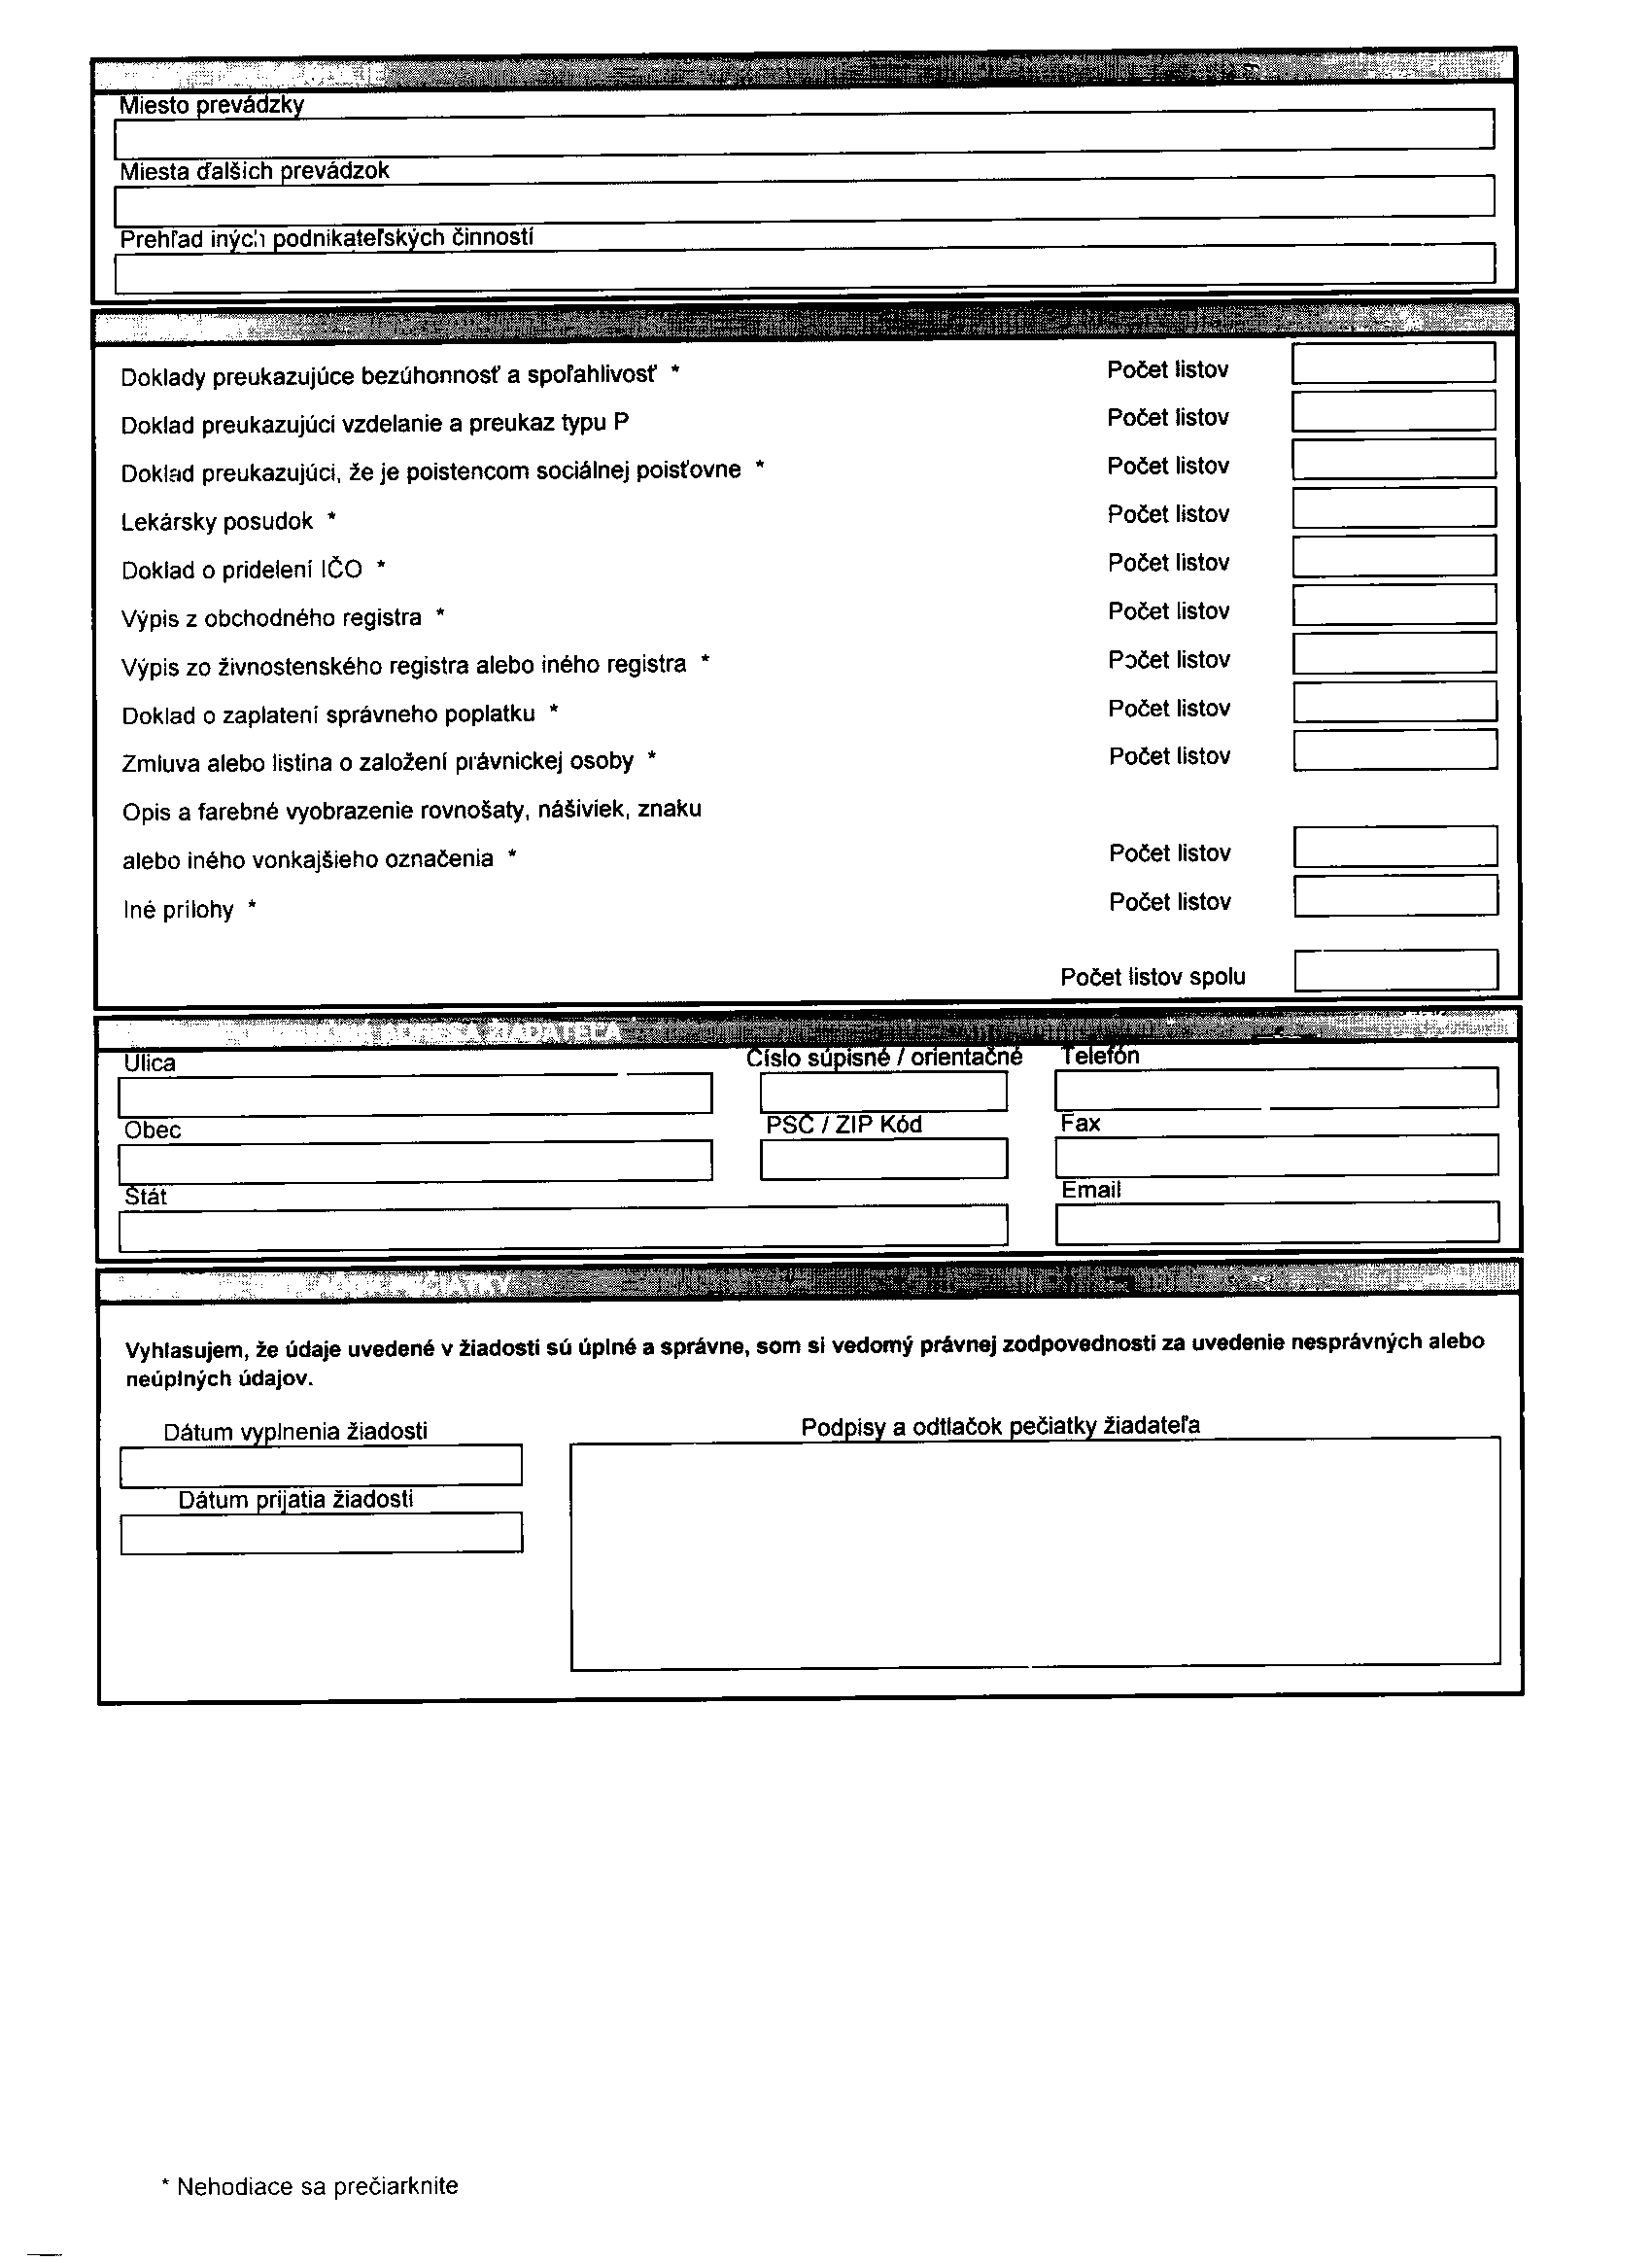 Miesto prevádzky
Miesta ďalších prevádzok
Prehľad iných podnikateľských činností
Doklady preukazujúce bezúhonnosť a spoľahlivosť * Počet listov
Doklad preukazujúci vzdelanie a preukaz typu P Počet listov
Doklad preukazujúci, že je poistencom sociálnej poisťovne * Počet listov
Lekársky posudok * Počet listov
Doklad o pridelení IČO * Počet listov
Výpis z obchodného registra * Počet listov
Výpis zo živnostenského registra alebo iného registra * Počet listov
Doklad o zaplatení správneho poplatku * Počet listov
Zmluva alebo listina o založení právnickej osoby * Počet listov
Opis a farebné vyobrazenie rovnošaty, nášiviek, znaku
alebo iného vonkajšieho označenia * Počet listov
Iné prílohy * Počet listov
Počet listov spolu
ADRESA ŽIADATEĽA
Ulica Číslo súpisné / orientačné Telefón
Obec PSČ / ZIP Kód Fax
Štát Email
PEČIATKY
Vyhlasujem, že údaje uvedené v žiadosti sú úplné a správne, som si vedomý právnej zodpovednosti za uvedenie nesprávných alebo
neúplných údajov.
Dátum vyplnenia žiadosti Podpisy a odtlačok pečiatky žiadateľa
Dátum prijatia žiadosti
* Nehodiace sa prečiarknite